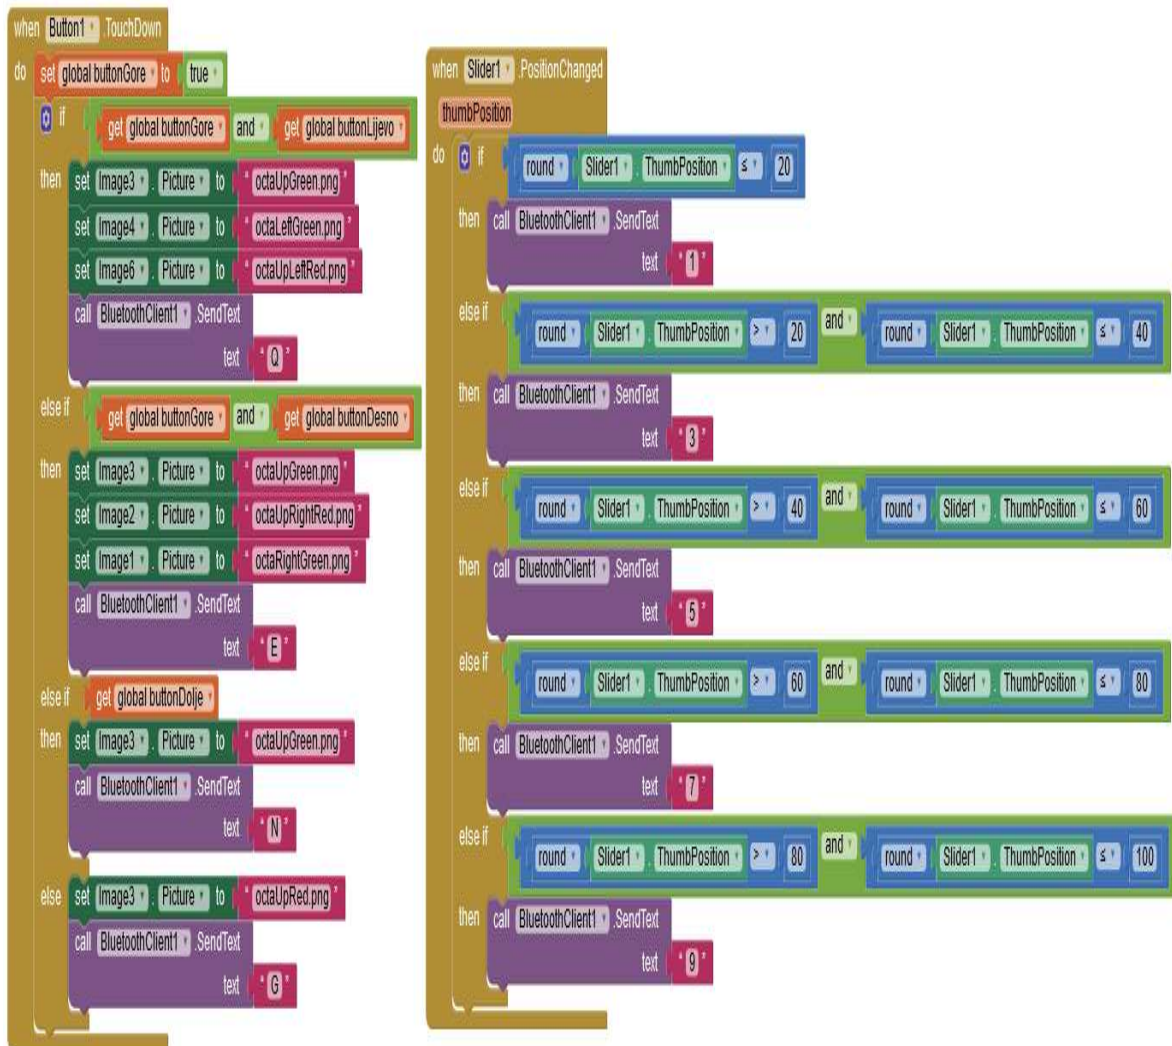 when Button1 .TouchDown
do set global buttonGore to true
if get global buttonGore and get global buttonLijevo
then set Image3 . Picture to " octaUpGreen.png "
set Image4 . Picture to " octaLeftGreen.png "
set Image6 . Picture to " octaUpLeftRed.png "
call BluetoothClient1 .SendText
text " Q "
else if get global buttonGore and get global buttonDesno
then set Image3 . Picture to " octaUpGreen.png "
set Image2 . Picture to " octaUpRightRed.png "
set Image1 . Picture to " octaRightGreen.png "
call BluetoothClient1 .SendText
text " E "
else if get global buttonDolje
then set Image3 . Picture to " octaUpGreen.png "
call BluetoothClient1 .SendText
text " N "
else set Image3 . Picture to " octaUpRed.png "
call BluetoothClient1 .SendText
text " G "
when Slider1 .PositionChanged
thumbPosition
do if round Slider1 . ThumbPosition ≤ 20
then call BluetoothClient1 .SendText
text " 1 "
else if round Slider1 . ThumbPosition > 20 and round Slider1 . ThumbPosition ≤ 40
then call BluetoothClient1 .SendText
text " 3 "
else if round Slider1 . ThumbPosition > 40 and round Slider1 . ThumbPosition ≤ 60
then call BluetoothClient1 .SendText
text " 5 "
else if round Slider1 . ThumbPosition > 60 and round Slider1 . ThumbPosition ≤ 80
then call BluetoothClient1 .SendText
text " 7 "
else if round Slider1 . ThumbPosition > 80 and round Slider1 . ThumbPosition ≤ 100
then call BluetoothClient1 .SendText
text " 9 "